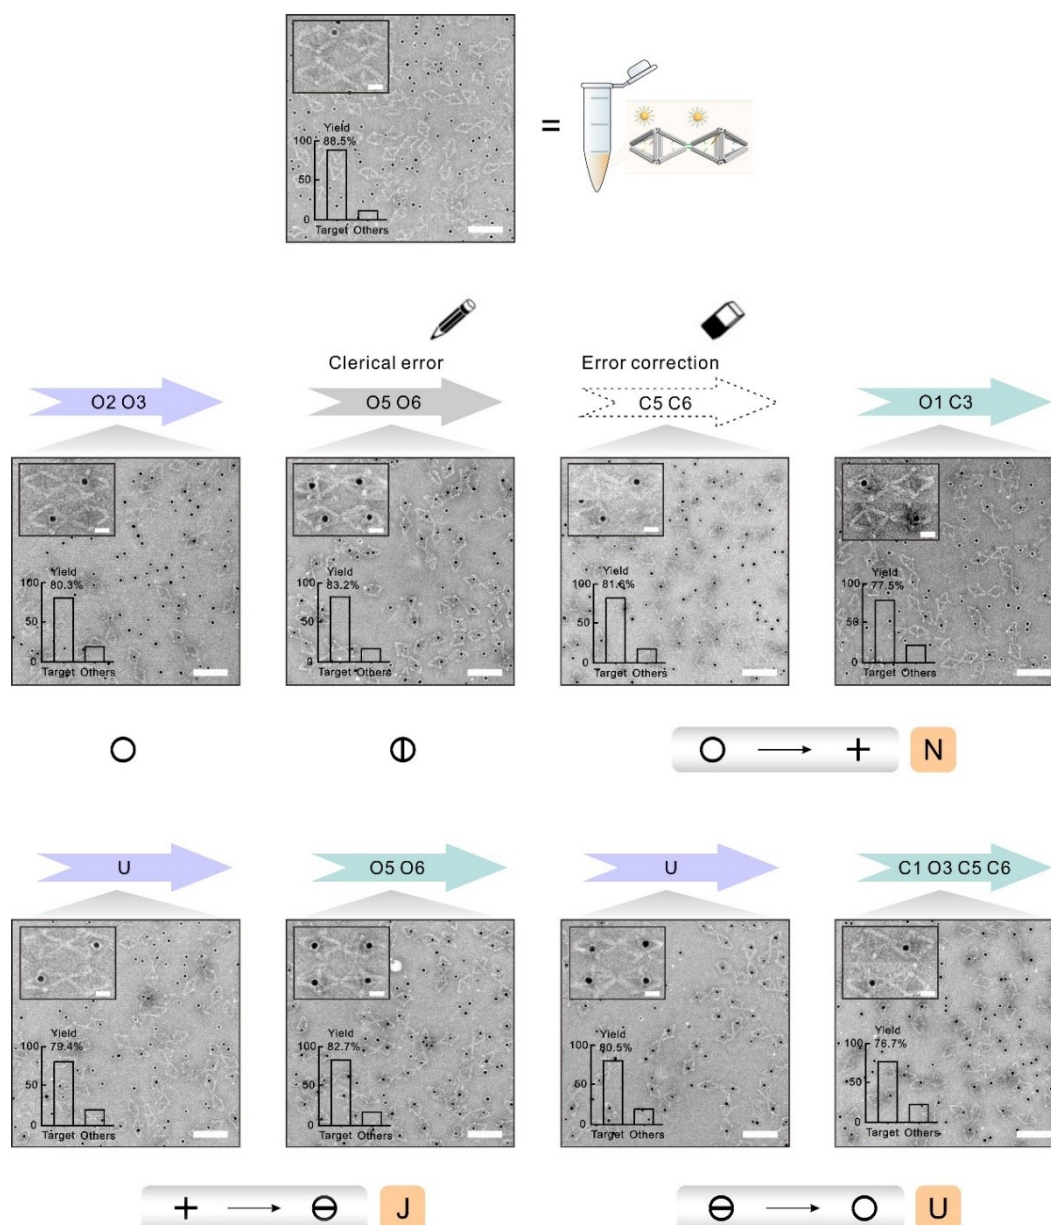 Yield
88.5%
100
50
0
Target Others
=
Clerical error
Error correction
O2 O3
O5 O6
C5 C6
O1 C3
Yield
80.3%
100
50
0
Target Others
Yield
83.2%
100
50
0
Target Others
Yield
81.6%
100
50
0
Target Others
Yield
77.5%
100
50
0
Target Others
N
U
O5 O6
U
C1 O3 C5 C6
Yield
79.4%
100
50
0
Target Others
Yield
82.7%
100
50
0
Target Others
Yield
80.5%
100
50
0
Target Others
Yield
76.7%
100
50
0
Target Others
J
U